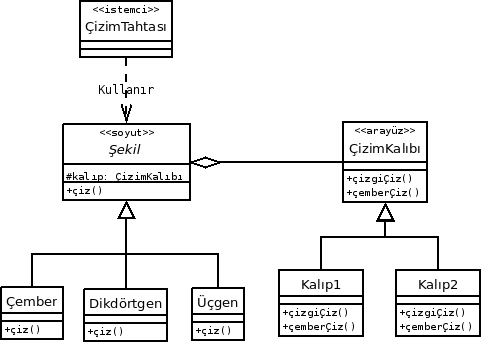 <<istemci>>
ÇizimTahtası
Kullanır
<<soyut>>
Şekil
#kalıp: ÇizimKalıbı
+çiz()
<<arayüz>>
ÇizimKalıbı
+çizgiÇiz()
+çemberÇiz()
Çember
+çiz()
Dikdörtgen
+çiz()
Üçgen
+çiz()
Kalıp1
+çizgiÇiz()
+çemberÇiz()
Kalıp2
+çizgiÇiz()
+çemberÇiz()